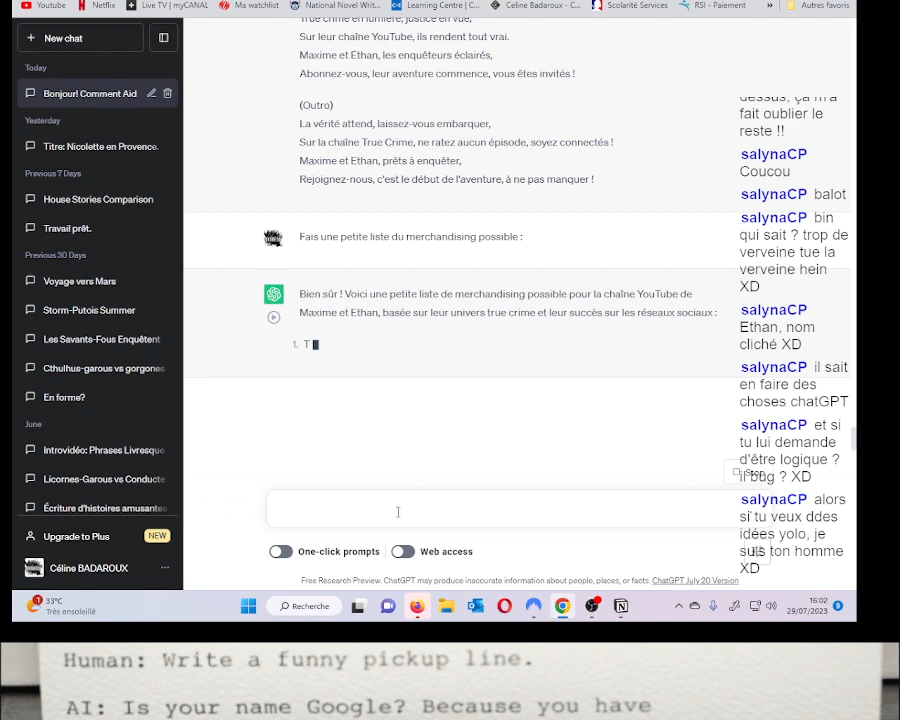 Youtube
Netflix
Live TV | myCANAL
Ma watchlist
National Novel Writ...
Learning Centre | C...
Celine Badaroux - C...
Scolarité Services
RSI - Paiement
»
Autres favoris
+ New chat
Today
Bonjour! Comment Aid
Yesterday
Titre: Nicolette en Provence.
Previous 7 Days
House Stories Comparison
Travail prêt.
Previous 30 Days
Voyage vers Mars
Storm-Putois Summer
Les Savants-Fous Enquêtent
Cthulhus-garous vs gorgones
En forme?
June
Introvidéo: Phrases Livresque
Licornes-Garous vs Conducte
Écriture d'histoires amusantes
Upgrade to Plus NEW
Céline BADAROUX ...
True crime en lumière, justice en vue,
Sur leur chaîne YouTube, ils rendent tout vrai.
Maxime et Ethan, les enquêteurs éclairés,
Abonnez-vous, leur aventure commence, vous êtes invités !
(Outro)
La vérité attend, laissez-vous embarquer,
Sur la chaîne True Crime, ne ratez aucun épisode, soyez connectés !
Maxime et Ethan, prêts à enquêter,
Rejoignez-nous, c'est le début de l'aventure, à ne pas manquer !
Fais une petite liste du merchandising possible :
Bien sûr ! Voici une petite liste de merchandising possible pour la chaîne YouTube de
Maxime et Ethan, basée sur leur univers true crime et leur succès sur les réseaux sociaux :
1. T
One-click prompts
Web access
Free Research Preview. ChatGPT may produce inaccurate information about people, places, or facts. ChatGPT July 20 Version
dessus, ça m'a
fait oublier le
reste !!
salynaCP
Coucou
salynaCP balot
salynaCP bin
qui sait ? trop de
verveine tue la
verveine hein
XD
salynaCP
Ethan, nom
cliché XD
salynaCP il sait
en faire des
choses chatGPT
salynaCP et si
tu lui demande
d'être logique ?
il bug ? XD
salynaCP alors
si tu veux ddes
idées yolo, je
suis ton homme
XD
33°C
Très ensoleillé
Recherche
16:02
29/07/2023
Human: Write a funny pickup line.
AI: Is your name Google? Because you have